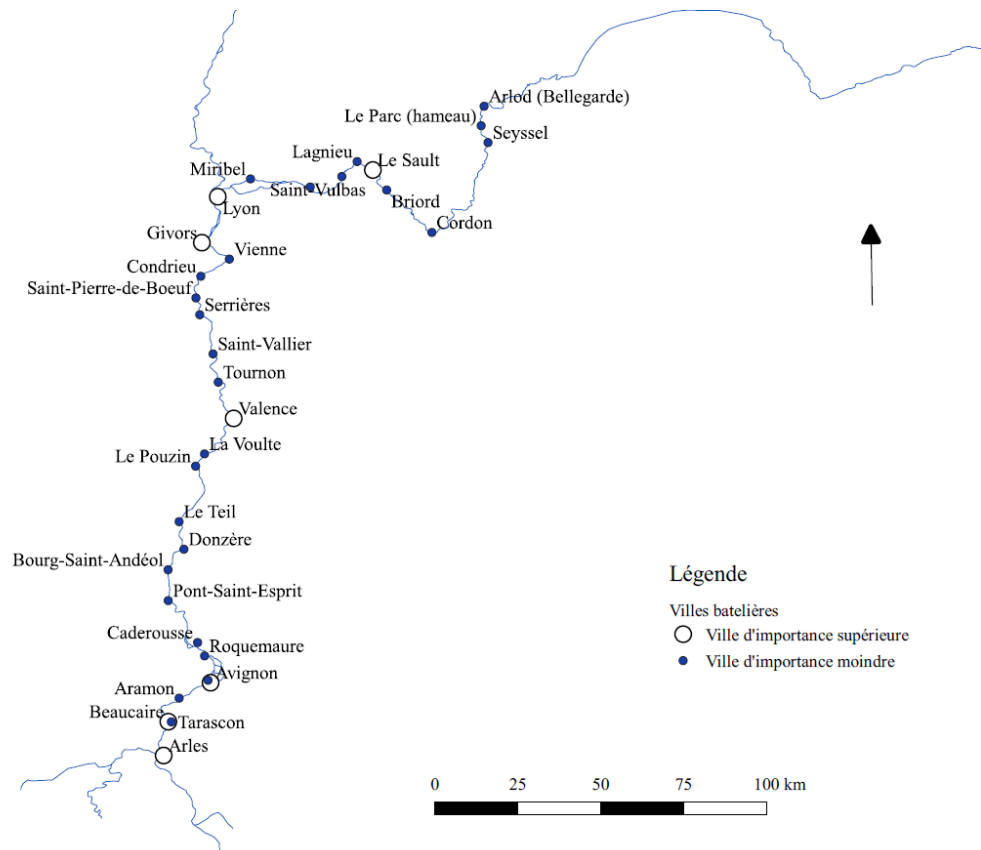 Arlod (Bellegarde)
Le Parc (hameau)
Seyssel
Lagnieu
Le Sault
Miribel
Saint-Vulbas
Briord
Lyon
Cordon
Givors
Vienne
Condrieu
Saint-Pierre-de-Boeuf
Serrières
Saint-Vallier
Tournon
Valence
La Voulte
Le Pouzin
Le Teil
Donzère
Bourg-Saint-Andéol
Pont-Saint-Esprit
Caderousse
Roquemaure
Avignon
Aramon
Beaucaire
Tarascon
Arles
Légende
Villes batelières
Ville d'importance supérieure
Ville d'importance moindre
0 25 50 75 100 km